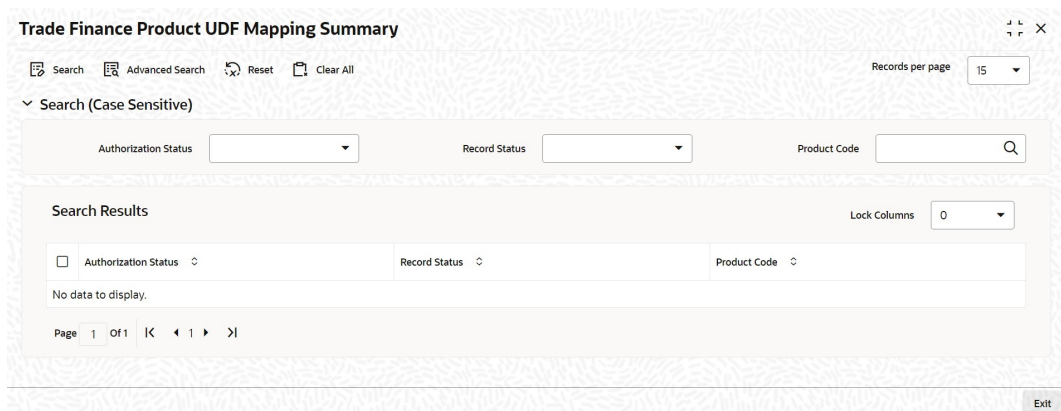 Trade Finance Product UDF Mapping Summary
Search Advanced Search Reset Clear All Records per page 15
Search (Case Sensitive)
Authorization Status Record Status Product Code
Search Results Lock Columns 0
Authorization Status Record Status Product Code
No data to display.
Page 1 Of 1 1
Exit